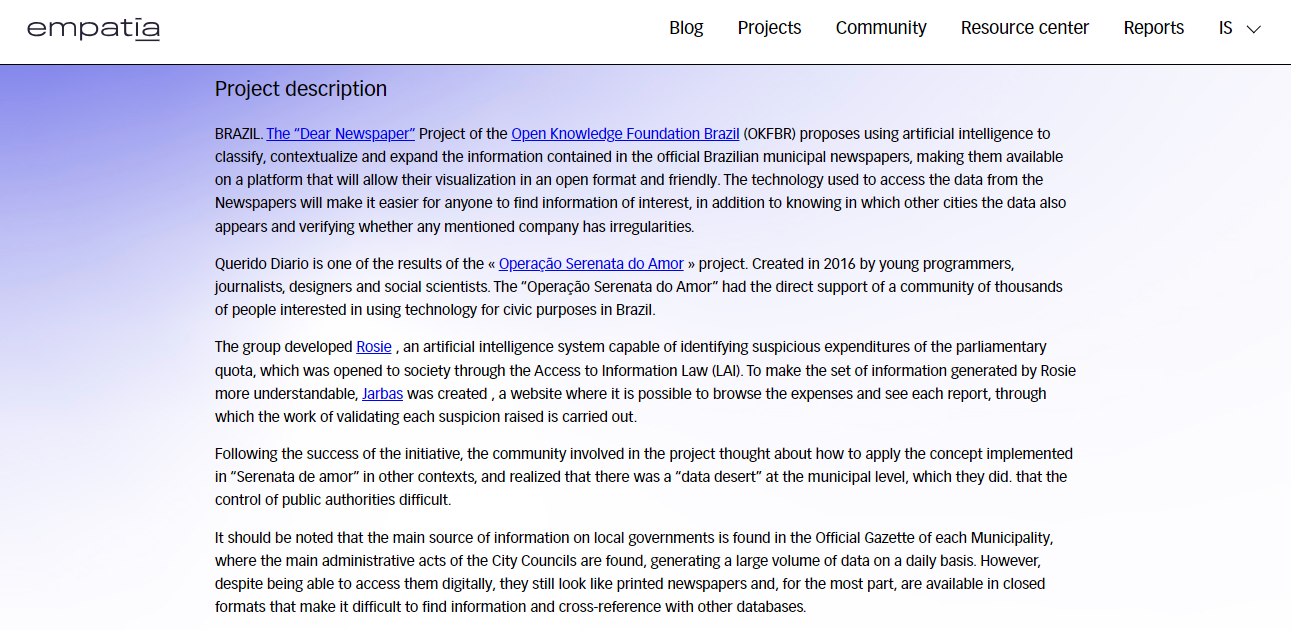 empatía
Blog
Projects
Community
Resource center
Reports
IS
Project description
BRAZIL. The “Dear Newspaper” Project of the Open Knowledge Foundation Brazil (OKFBR) proposes using artificial intelligence to
classify, contextualize and expand the information contained in the official Brazilian municipal newspapers, making them available
on a platform that will allow their visualization in an open format and friendly. The technology used to access the data from the
Newspapers will make it easier for anyone to find information of interest, in addition to knowing in which other cities the data also
appears and verifying whether any mentioned company has irregularities.
Querido Diario is one of the results of the « Operação Serenata do Amor » project. Created in 2016 by young programmers,
journalists, designers and social scientists. The “Operação Serenata do Amor” had the direct support of a community of thousands
of people interested in using technology for civic purposes in Brazil.
The group developed Rosie , an artificial intelligence system capable of identifying suspicious expenditures of the parliamentary
quota, which was opened to society through the Access to Information Law (LAI). To make the set of information generated by Rosie
more understandable, Jarbas was created , a website where it is possible to browse the expenses and see each report, through
which the work of validating each suspicion raised is carried out.
Following the success of the initiative, the community involved in the project thought about how to apply the concept implemented
in “Serenata de amor” in other contexts, and realized that there was a “data desert” at the municipal level, which they did. that the
control of public authorities difficult.
It should be noted that the main source of information on local governments is found in the Official Gazette of each Municipality,
where the main administrative acts of the City Councils are found, generating a large volume of data on a daily basis. However,
despite being able to access them digitally, they still look like printed newspapers and, for the most part, are available in closed
formats that make it difficult to find information and cross-reference with other databases.